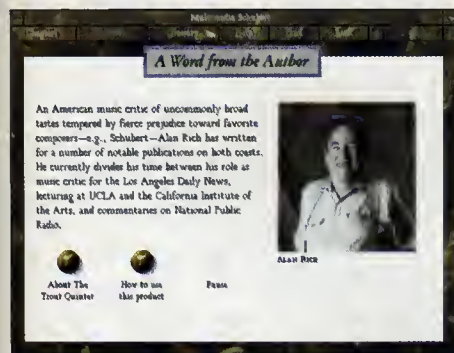 Multimedia Schubert
A Word from the Author
An American music critic of uncommonly broad
tastes tempered by fierce prejudice toward favorite
composers—e.g., Schubert—Alan Rich has written
for a number of notable publications on both coasts.
He currently divides his time between his role as
music critic for the Los Angeles Daily News,
lecturing at UCLA and the California Institute of
the Arts, and commentaries on National Public
Radio.
ALAN RICH
About The
Trout Quintet
How to use
this product
Pause